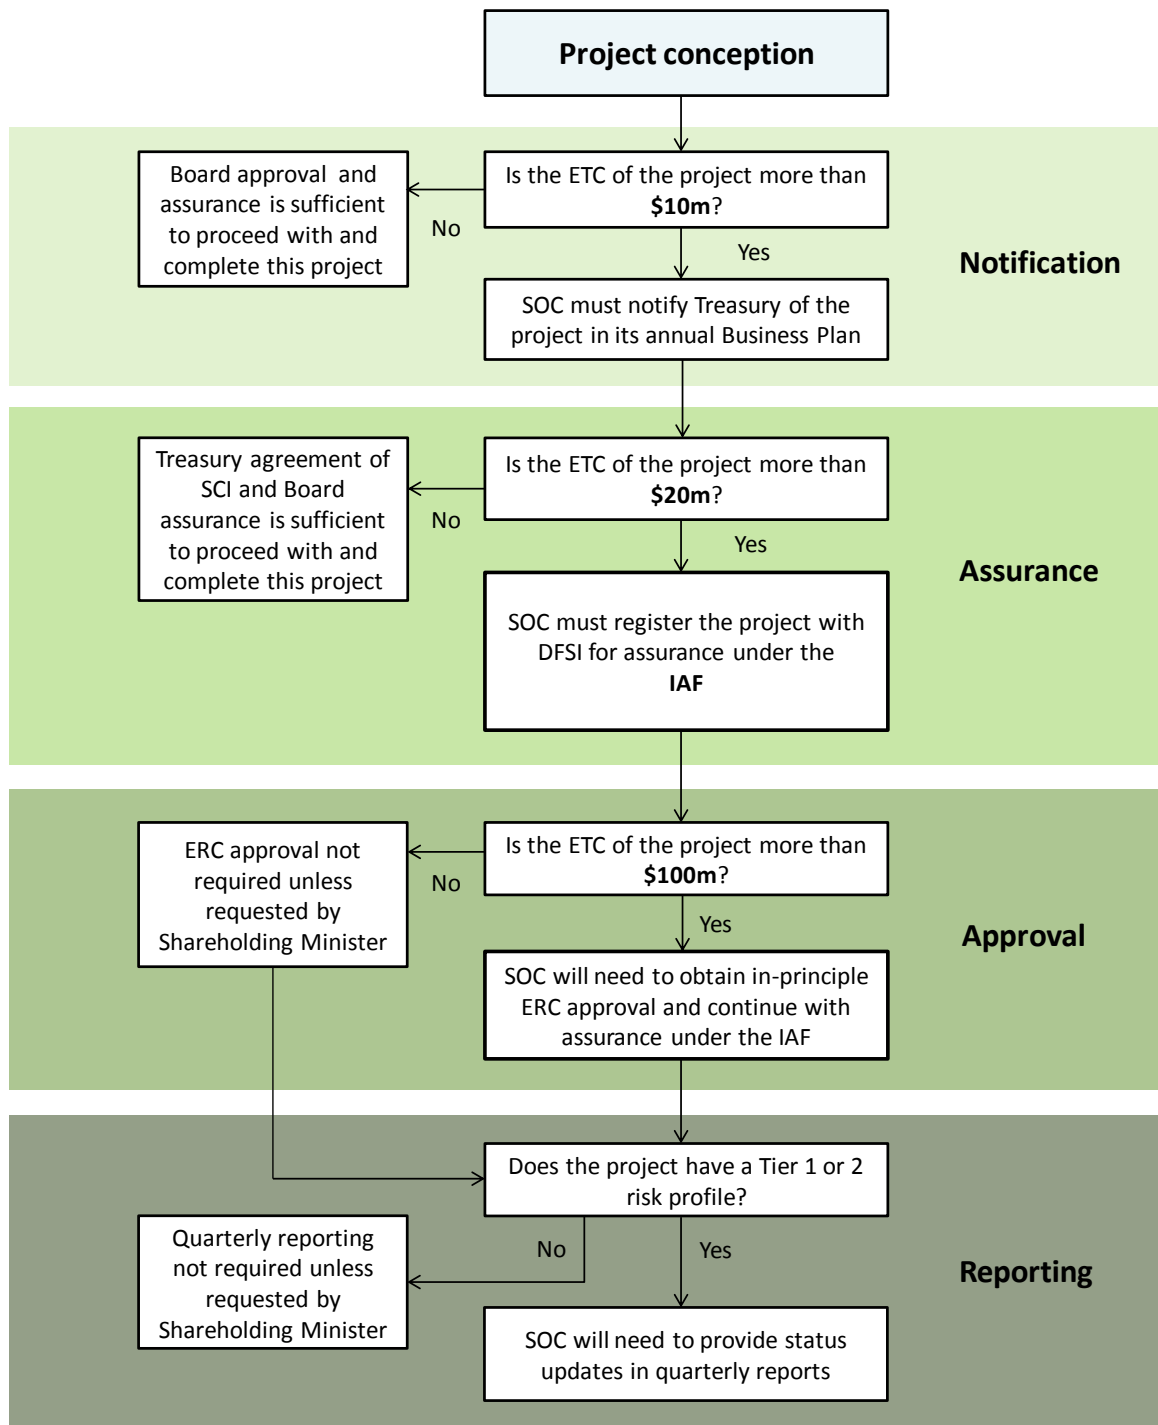 Project conception
Is the ETC of the project more than
$10m?
Board approval and
assurance is sufficient
to proceed with and
complete this project
No
Yes
Notification
SOC must notify Treasury of the
project in its annual Business Plan
Is the ETC of the project more than
$20m?
Treasury agreement of
SCI and Board
assurance is sufficient
to proceed with and
complete this project
No
Yes
Assurance
SOC must register the project with
DFSI for assurance under the
IAF
Is the ETC of the project more than
$100m?
ERC approval not
required unless
requested by
Shareholding Minister
No
Yes
Approval
SOC will need to obtain in-principle
ERC approval and continue with
assurance under the IAF
Does the project have a Tier 1 or 2
risk profile?
No
Yes
Quarterly reporting
not required unless
requested by
Shareholding Minister
Reporting
SOC will need to provide status
updates in quarterly reports